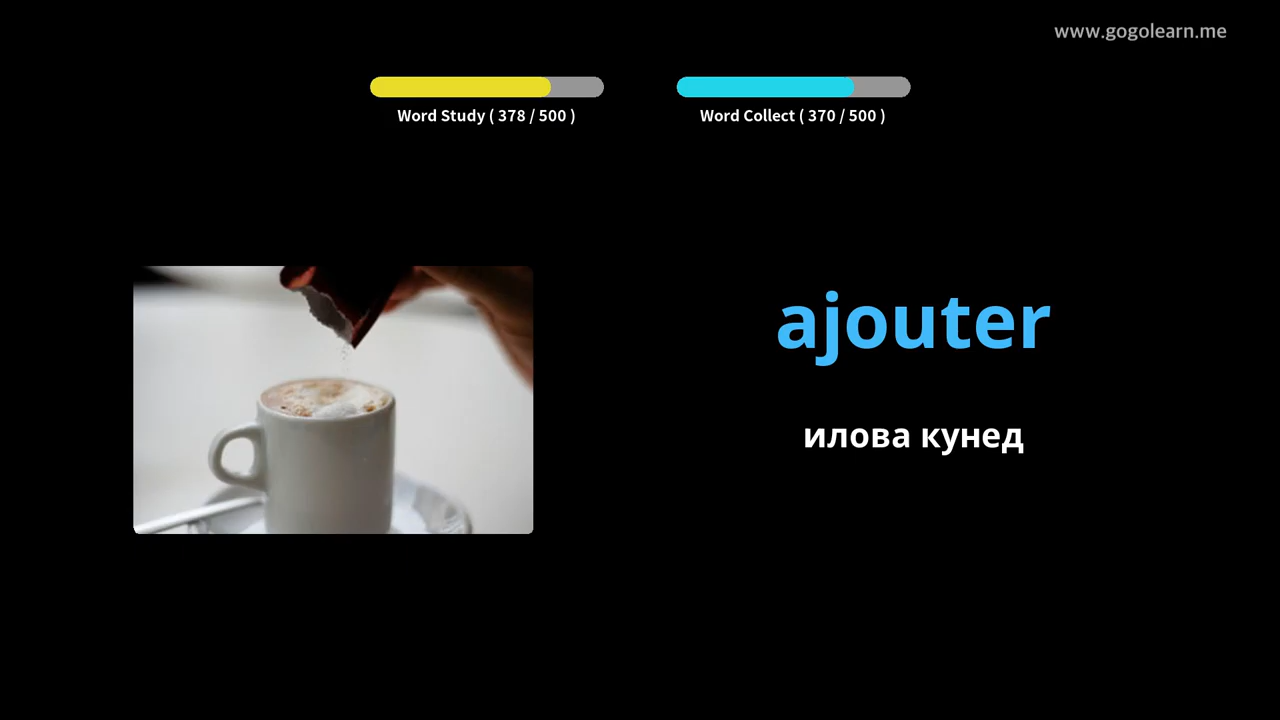 www.gogolearn.me
Word Study ( 378 / 500 )
Word Collect ( 370 / 500 )
ajouter
илова кунед